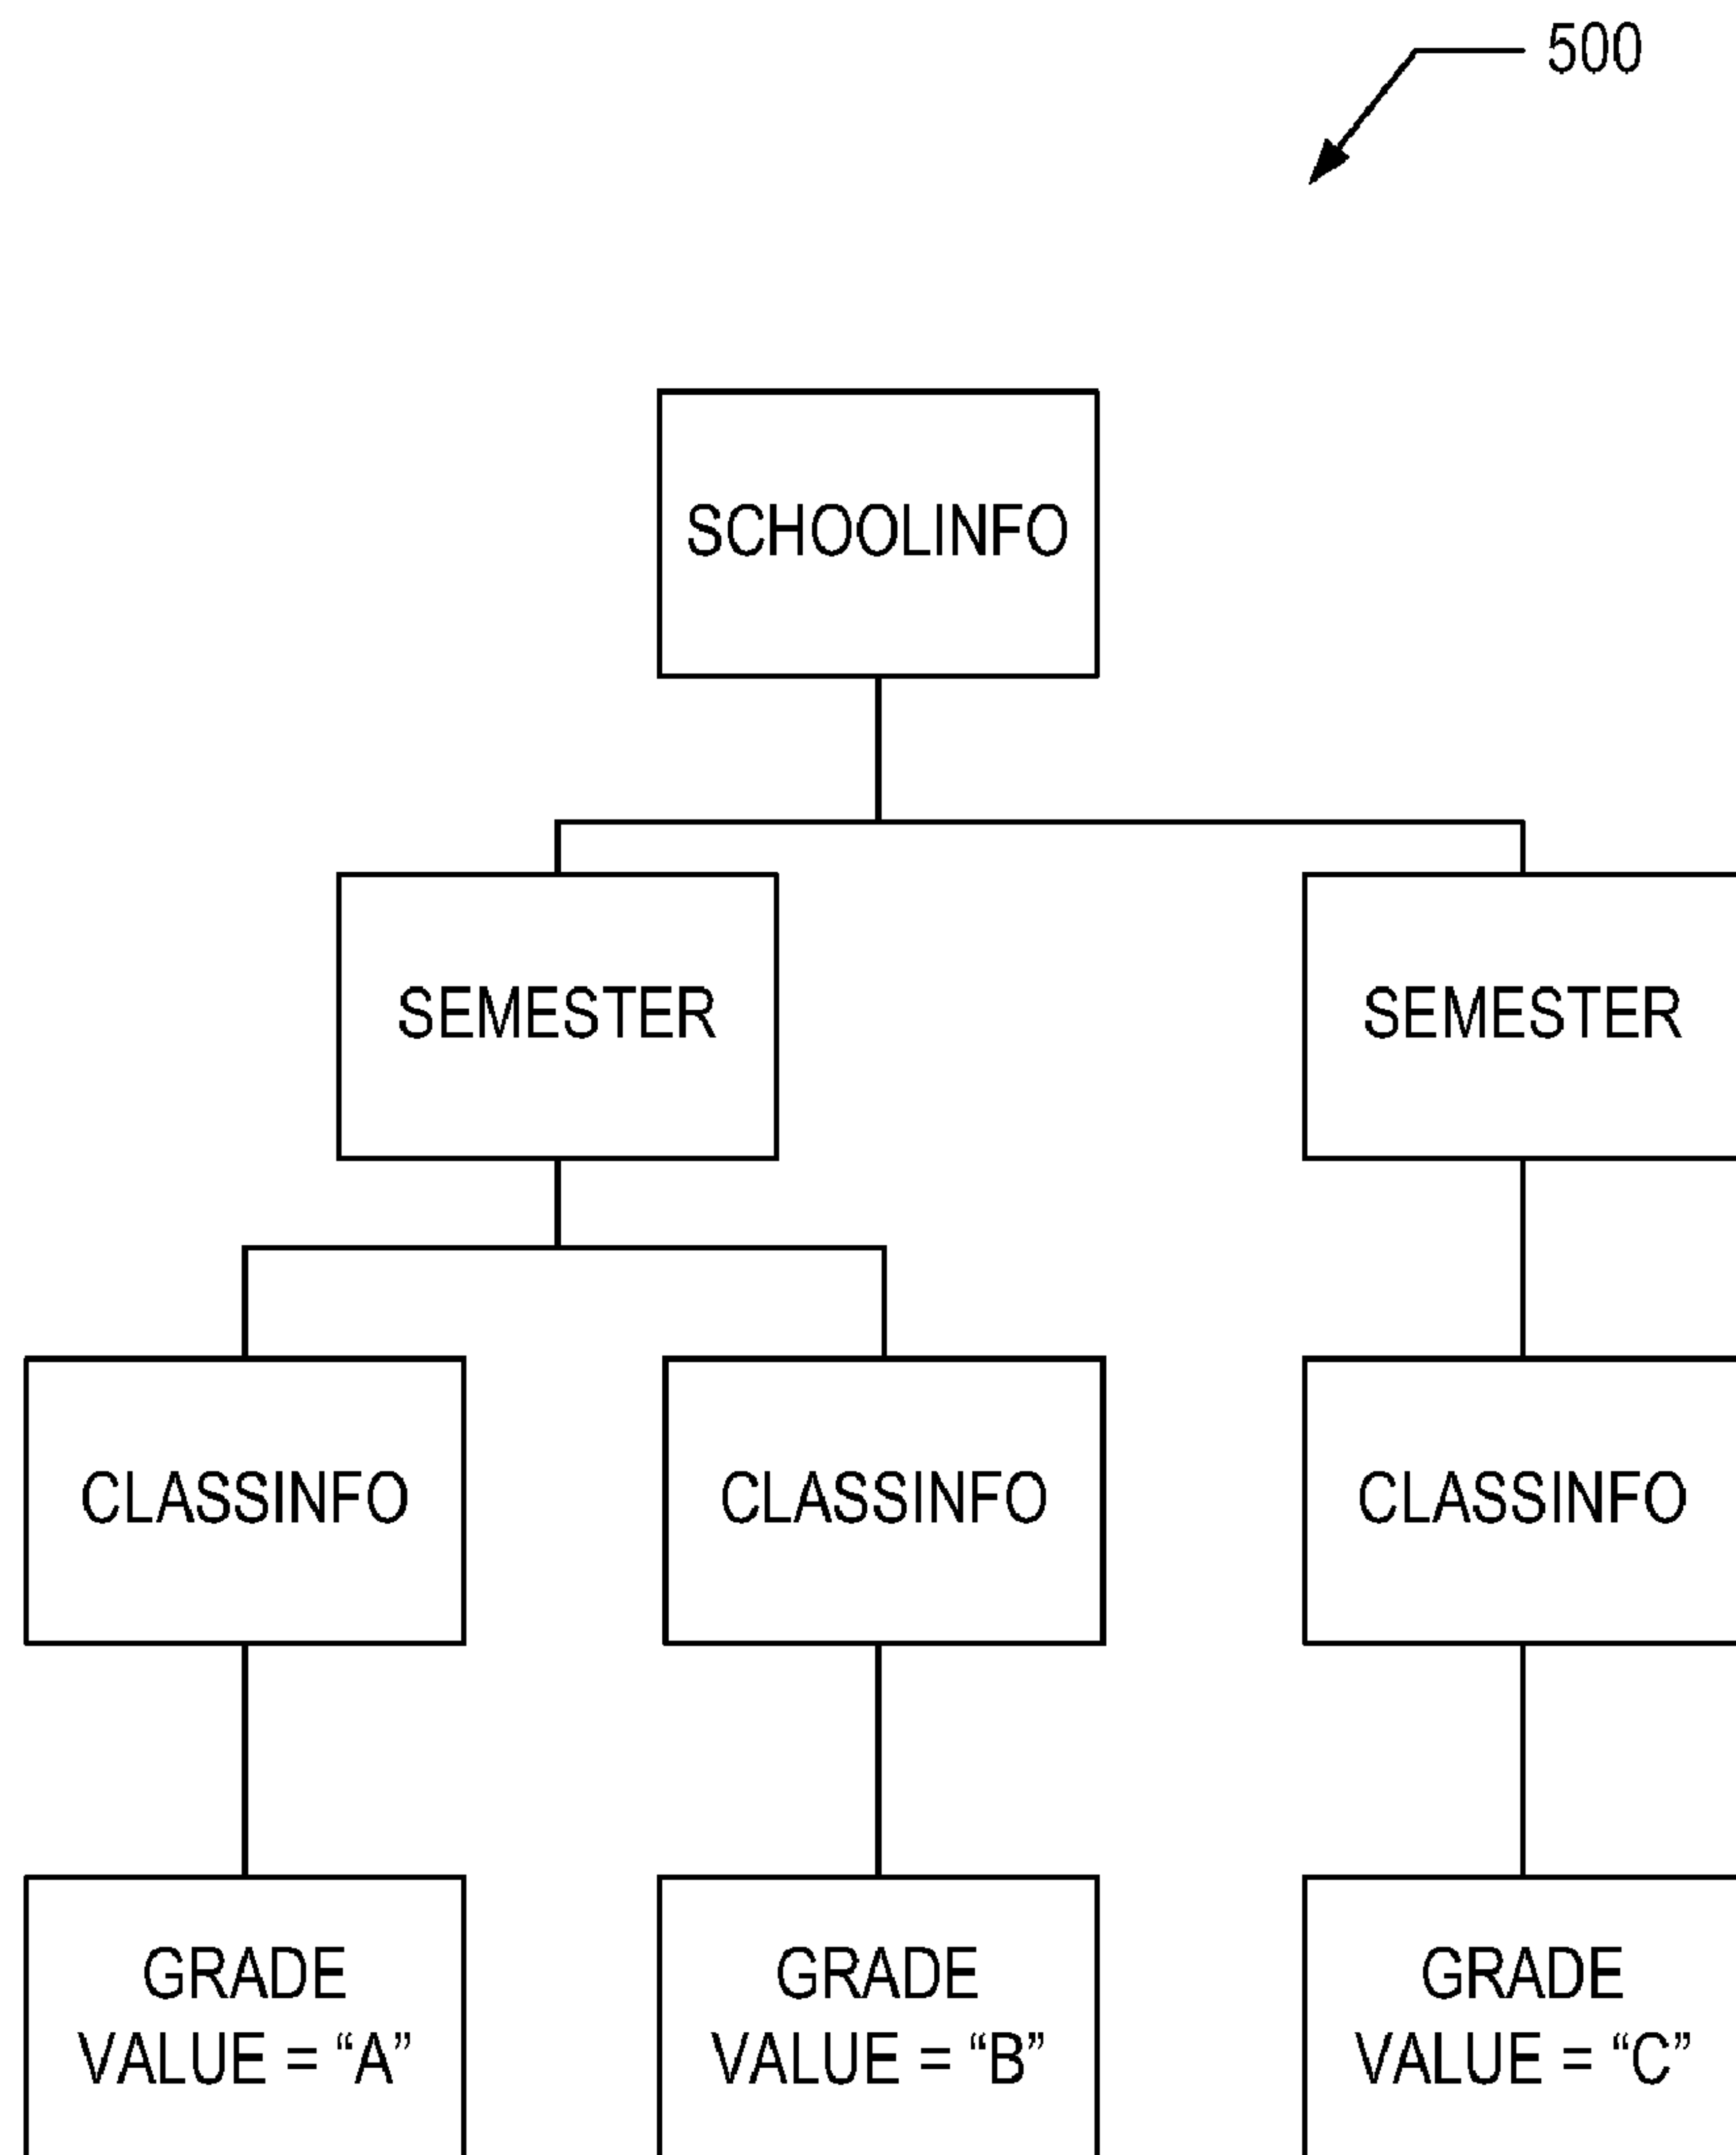 500
SCHOOLINFO
SEMESTER
SEMESTER
CLASSINFO
CLASSINFO
CLASSINFO
GRADE
VALUE = “A”
GRADE
VALUE = “B”
GRADE
VALUE = “C”